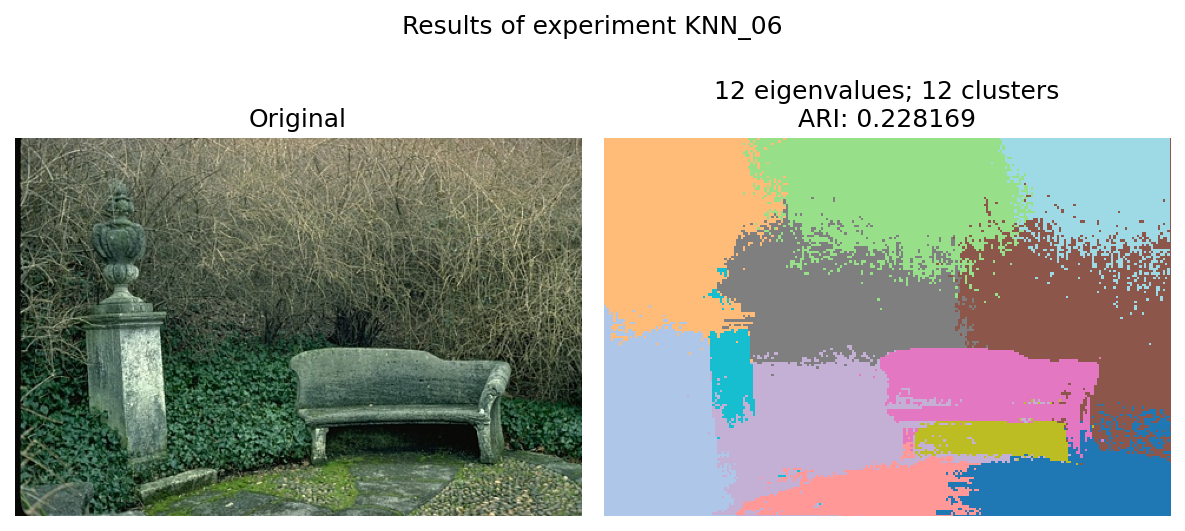 Results of experiment KNN_06
Original
12 eigenvalues; 12 clusters
ARI: 0.228169